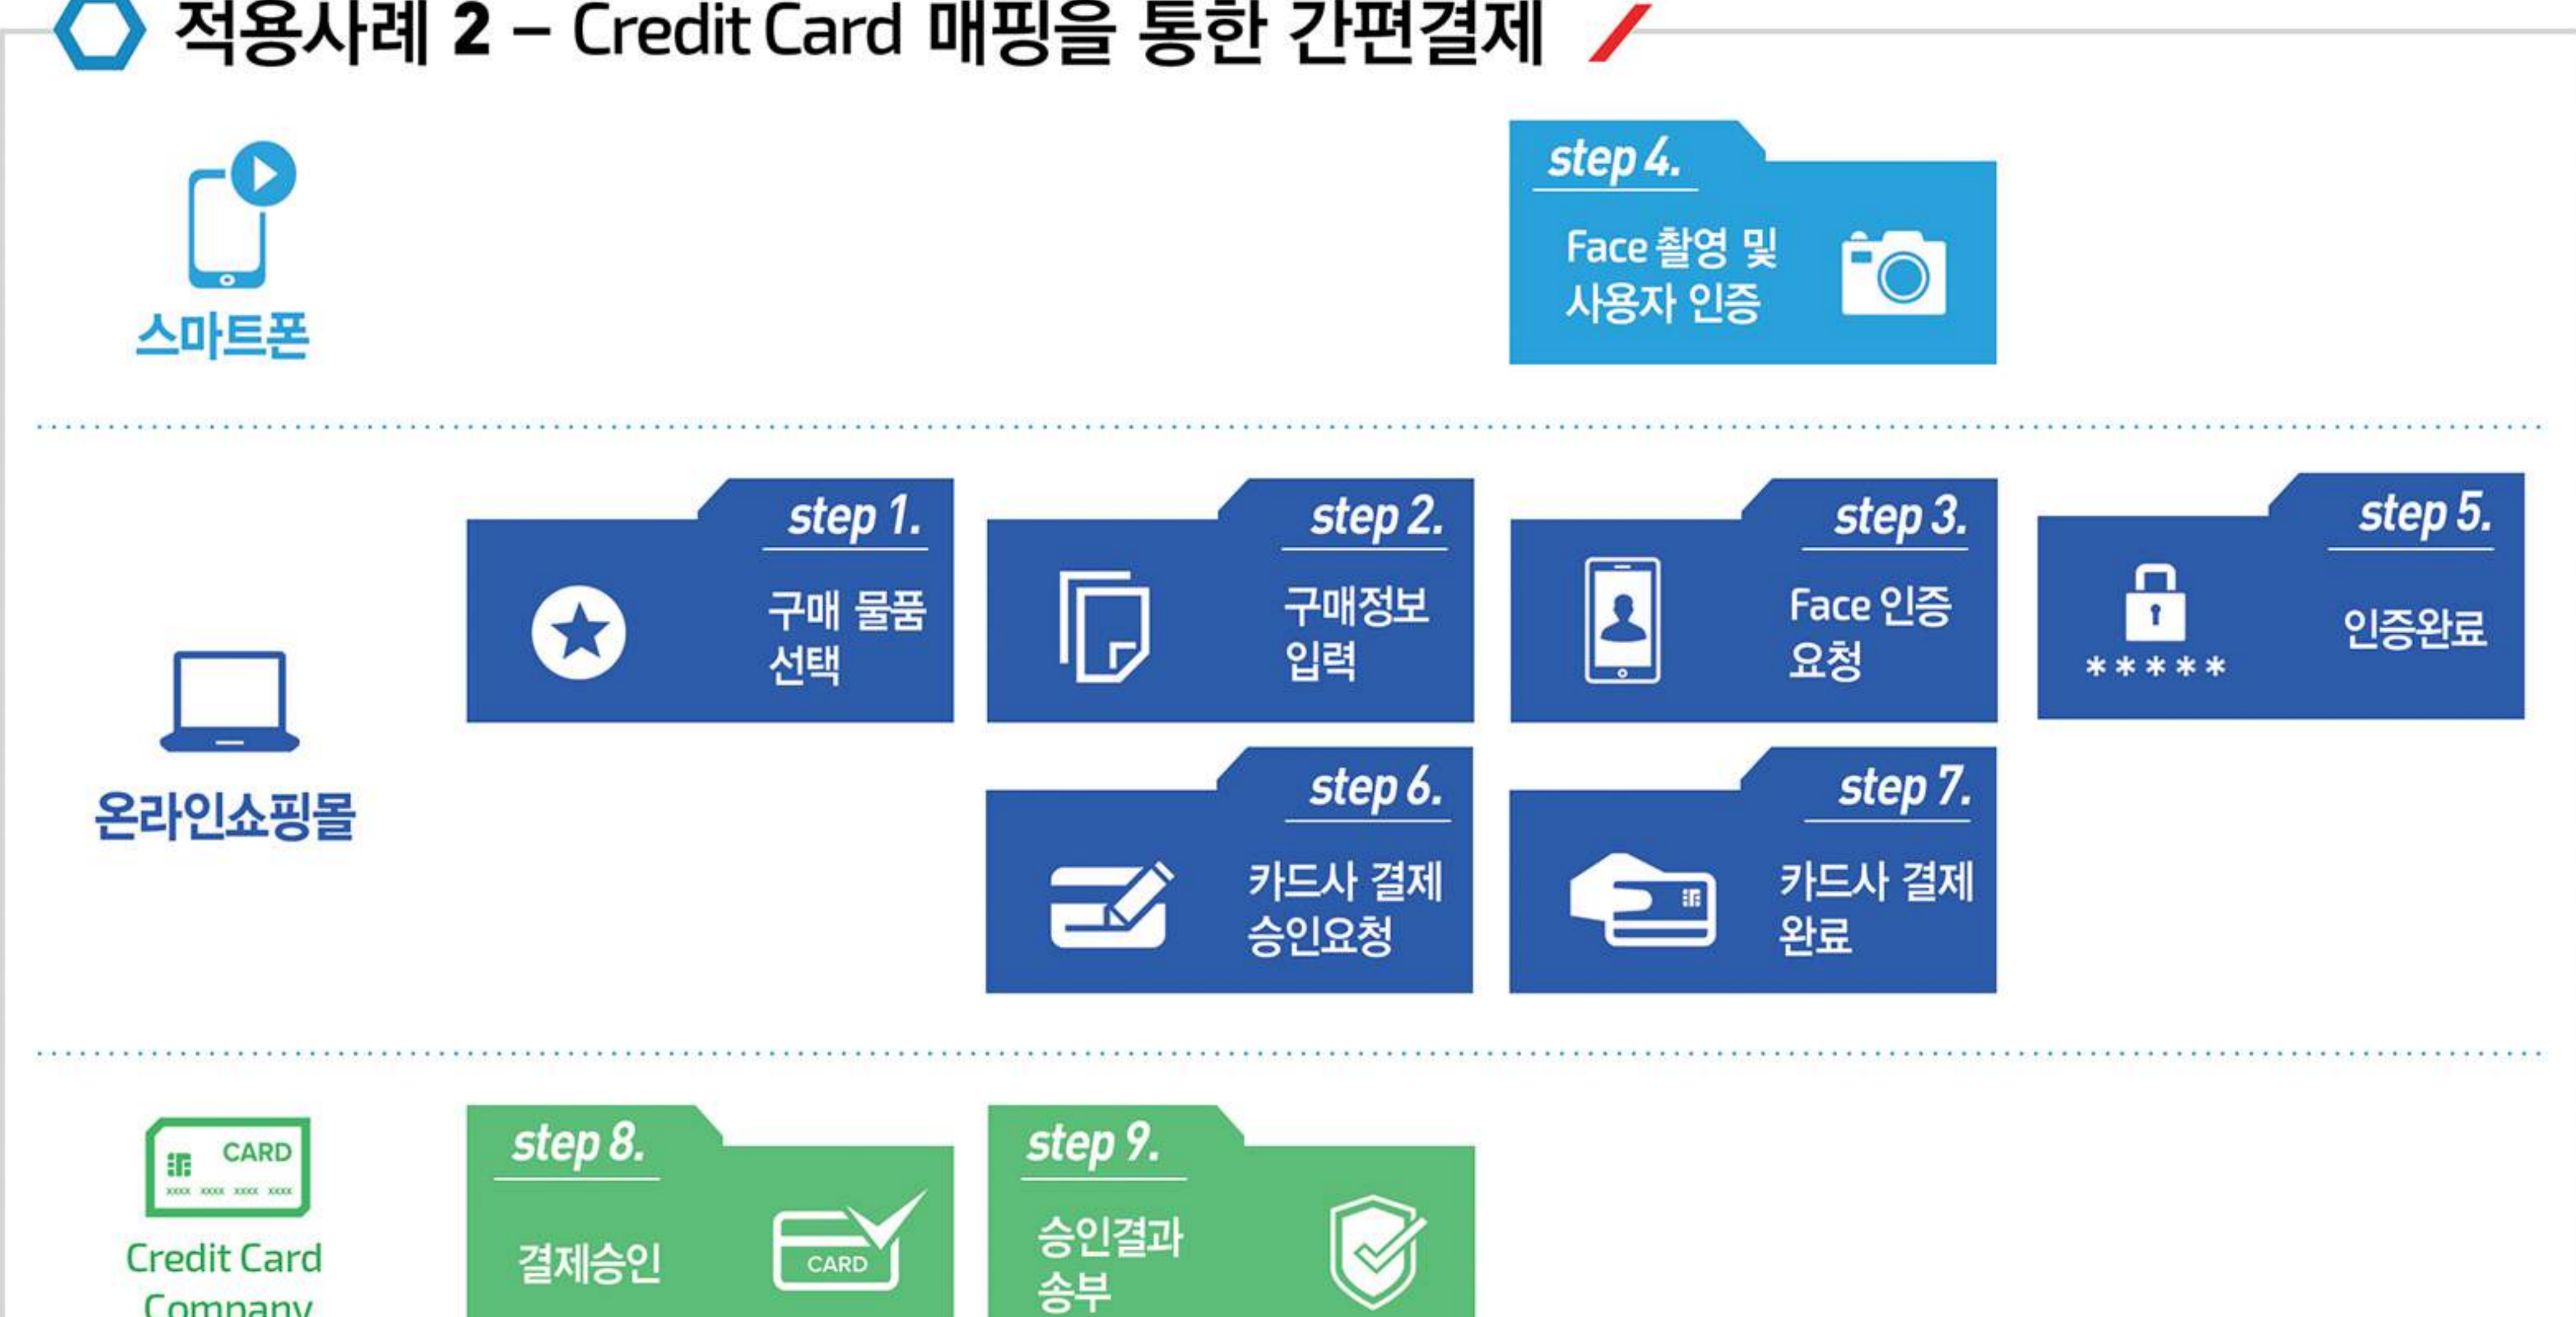 적용사례 2 – Credit Card 매핑을 통한 간편결제
스마트폰
step 4.
Face 촬영 및
사용자 인증
온라인쇼핑몰
step 1.
구매 물품
선택
step 2.
구매정보
입력
step 3.
Face 인증
요청
step 5.
*****
인증완료
step 6.
카드사 결제
승인요청
step 7.
카드사 결제
완료
CARD
XXXX XXXX XXXX XXXX
Credit Card
Company
step 8.
결제승인
CARD
step 9.
승인결과
송부